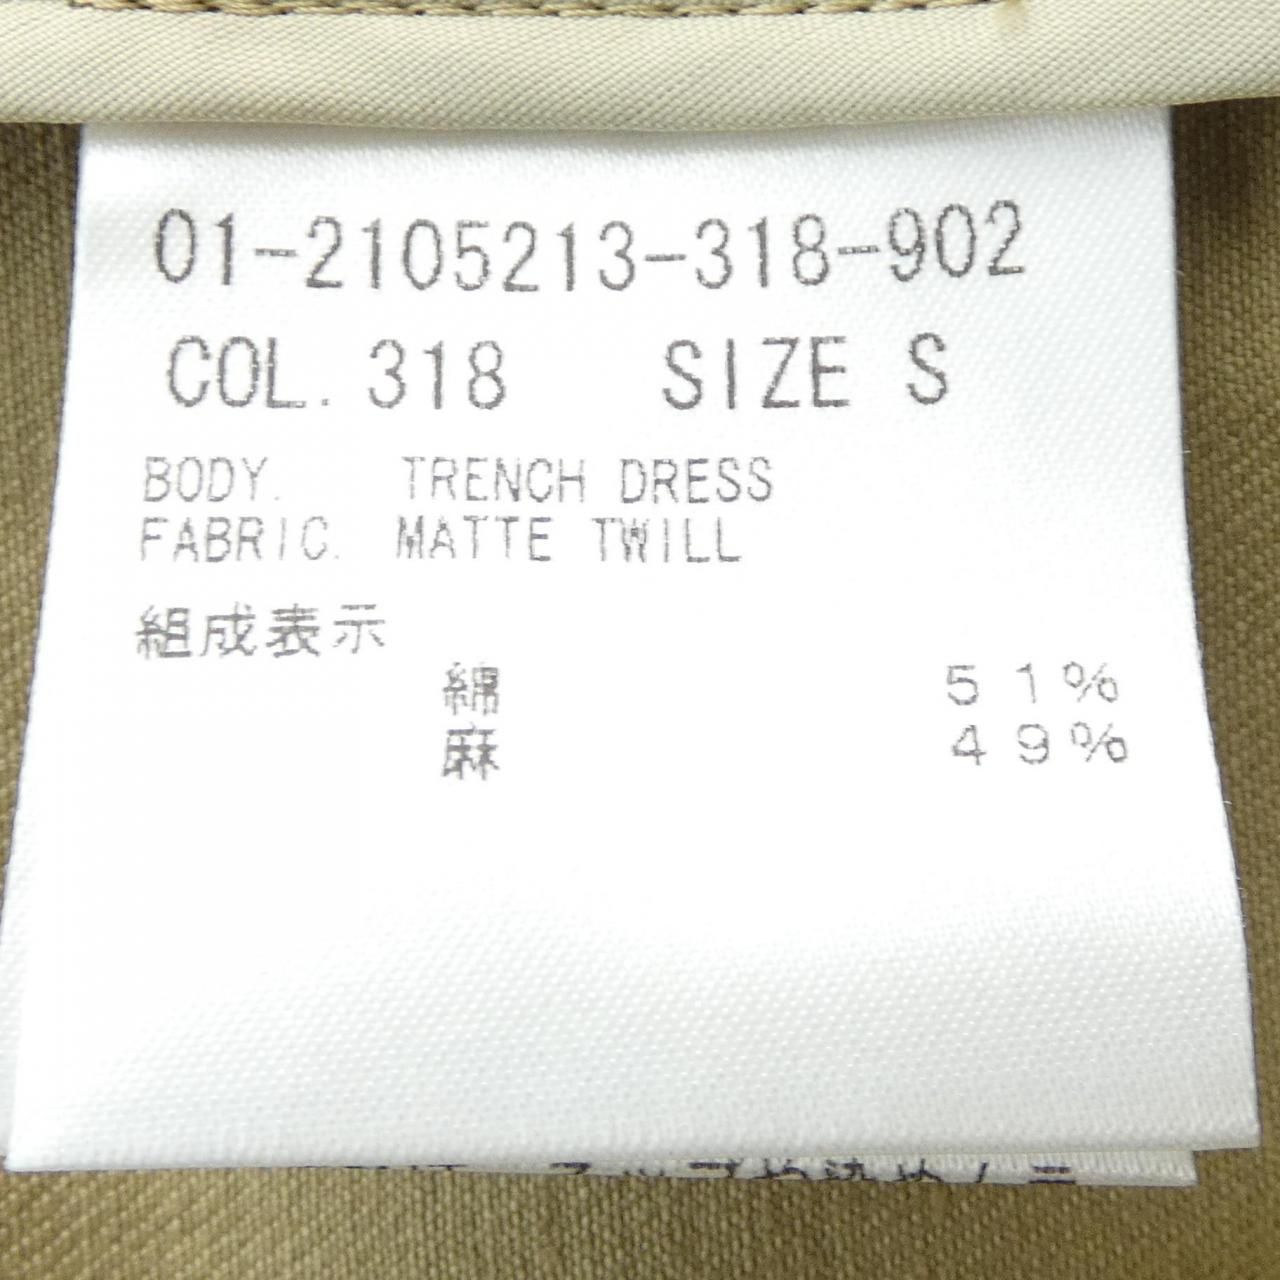 01-2105213-318-902
COL. 318 SIZE S
BODY. TRENCH DRESS
FABRIC. MATTE TWILL
組成表示
綿 51%
麻 49%